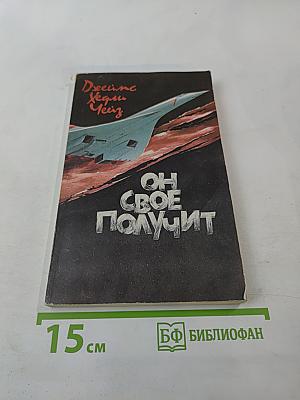 Джеймс
Хедли
Чейз
ОН
СВОЕ
ПОЛУЧИТ
15 см
БФ БИБЛИОФАН